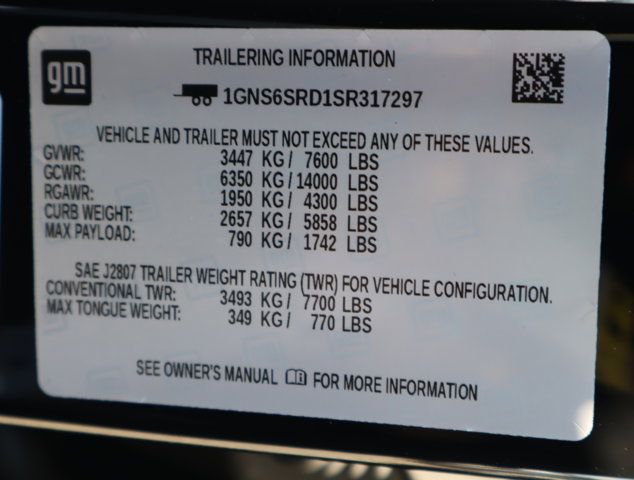 gm
TRAILERING INFORMATION
1GNS6SRD1SR317297
VEHICLE AND TRAILER MUST NOT EXCEED ANY OF THESE VALUES.
GVWR: 3447 KG / 7600 LBS
GCWR: 6350 KG / 14000 LBS
RGAWR: 1950 KG / 4300 LBS
CURB WEIGHT: 2657 KG / 5858 LBS
MAX PAYLOAD: 790 KG / 1742 LBS
SAE J2807 TRAILER WEIGHT RATING (TWR) FOR VEHICLE CONFIGURATION.
CONVENTIONAL TWR: 3493 KG / 7700 LBS
MAX TONGUE WEIGHT: 349 KG / 770 LBS
SEE OWNER'S MANUAL FOR MORE INFORMATION